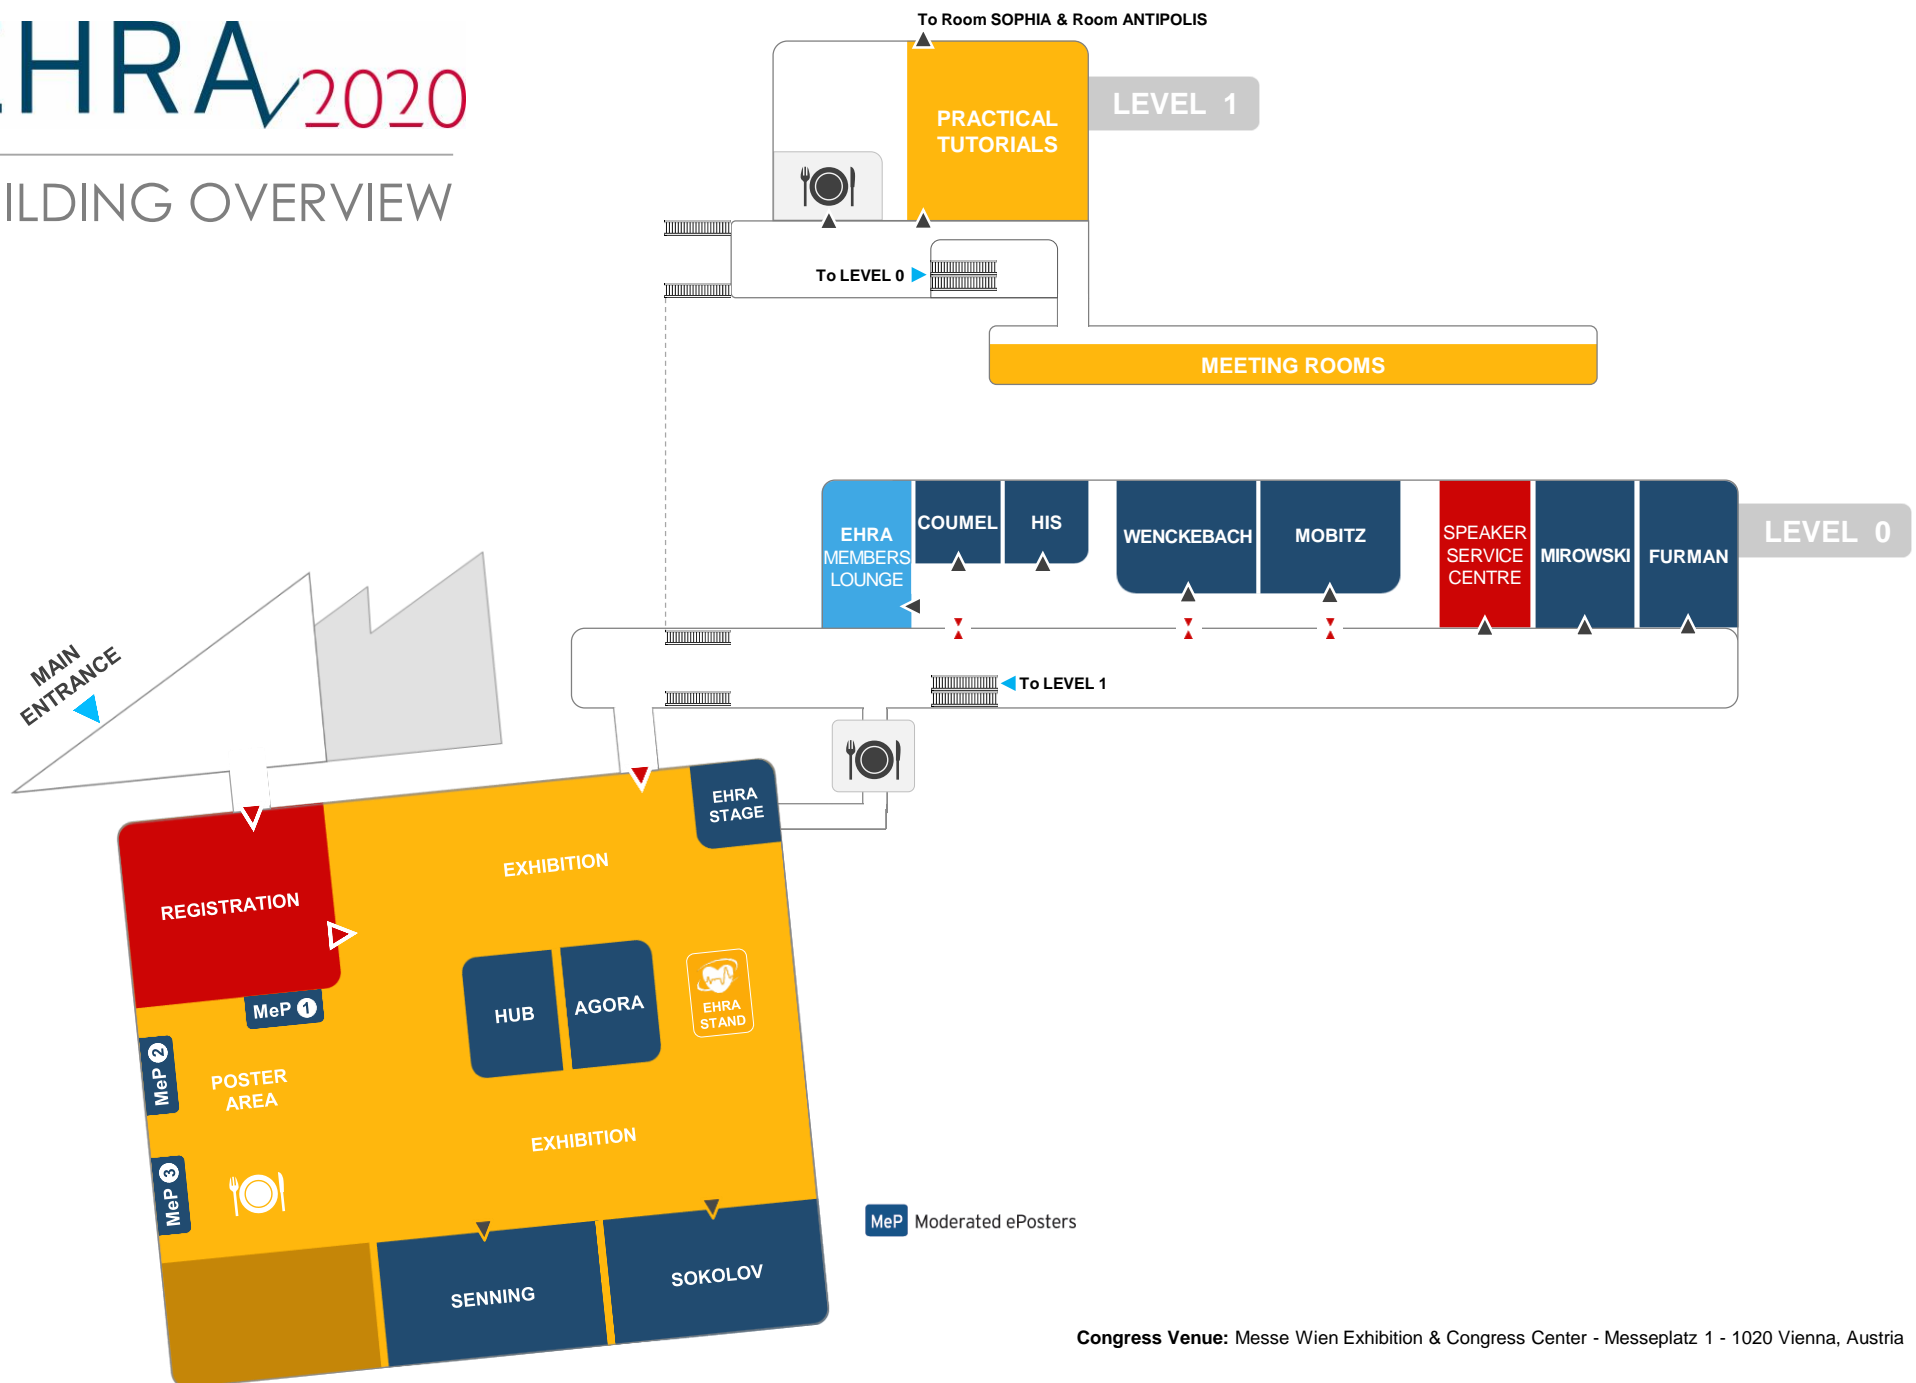 EHRA 2020
ILDING OVERVIEW
To Room SOPHIA & Room ANTIPOLIS
PRACTICAL
TUTORIALS
LEVEL 1
To LEVEL 0
MEETING ROOMS
EHRA
MEMBERS
LOUNGE
COUMEL
HIS
WENCKEBACH
MOBITZ
SPEAKER
SERVICE
CENTRE
MIROWSKI
FURMAN
LEVEL 0
To LEVEL 1
MAIN
ENTRANCE
EHRA
STAGE
EXHIBITION
REGISTRATION
HUB
AGORA
EHRA
STAND
MeP 1
MeP 2
POSTER
AREA
EXHIBITION
MeP 3
SENNING
SOKOLOV
MeP Moderated ePosters
Congress Venue: Messe Wien Exhibition & Congress Center - Messeplatz 1 - 1020 Vienna, Austria